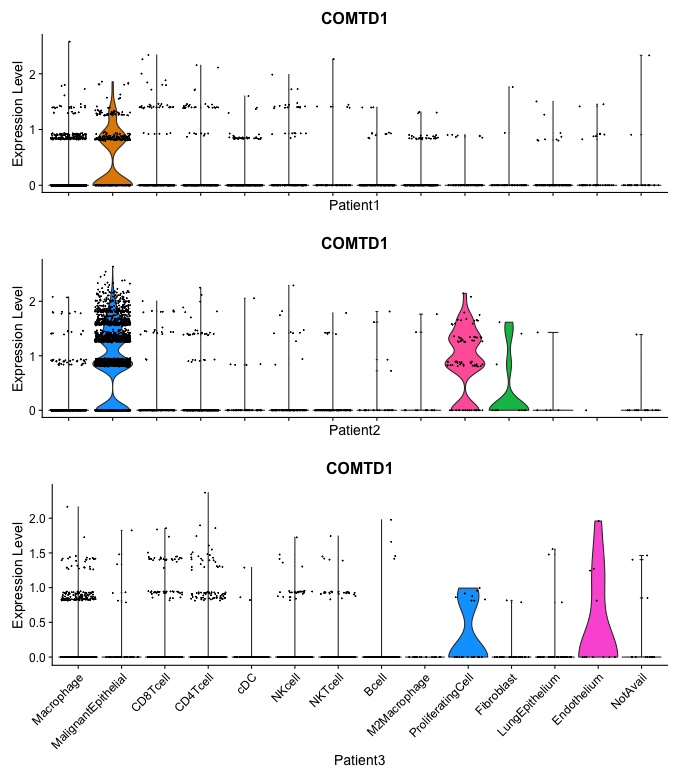 COMTD1
Expression Level
2
1
0
Patient1
COMTD1
Expression Level
2
1
0
Patient2
COMTD1
Expression Level
2.0
1.5
1.0
0.5
0.0
Macrophage
MalignantEpithelial
CD8Tcell
CD4Tcell
cDC
NKcell
NKTcell
Bcell
M2Macrophage
ProliferatingCell
Fibroblast
LungEpithelium
Endothelium
NotAvail
Patient3